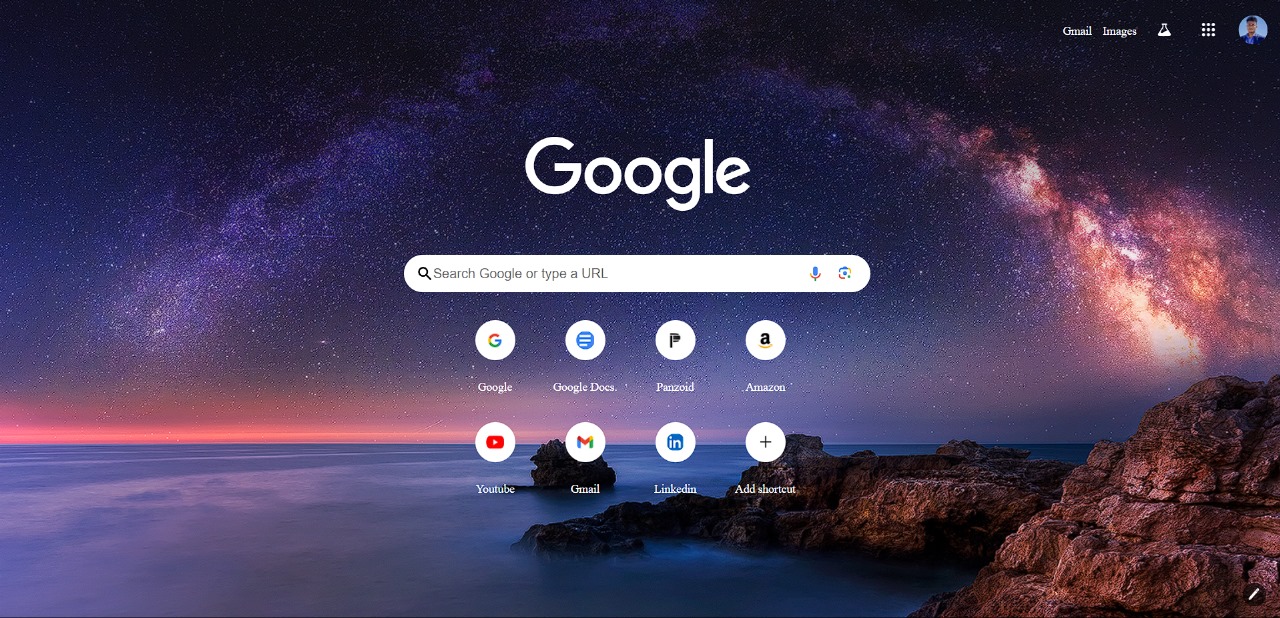 Gmail Images
Google
Search Google or type a URL
Google Google Docs. Panzoid Amazon
Youtube Gmail Linkedin Add shortcut